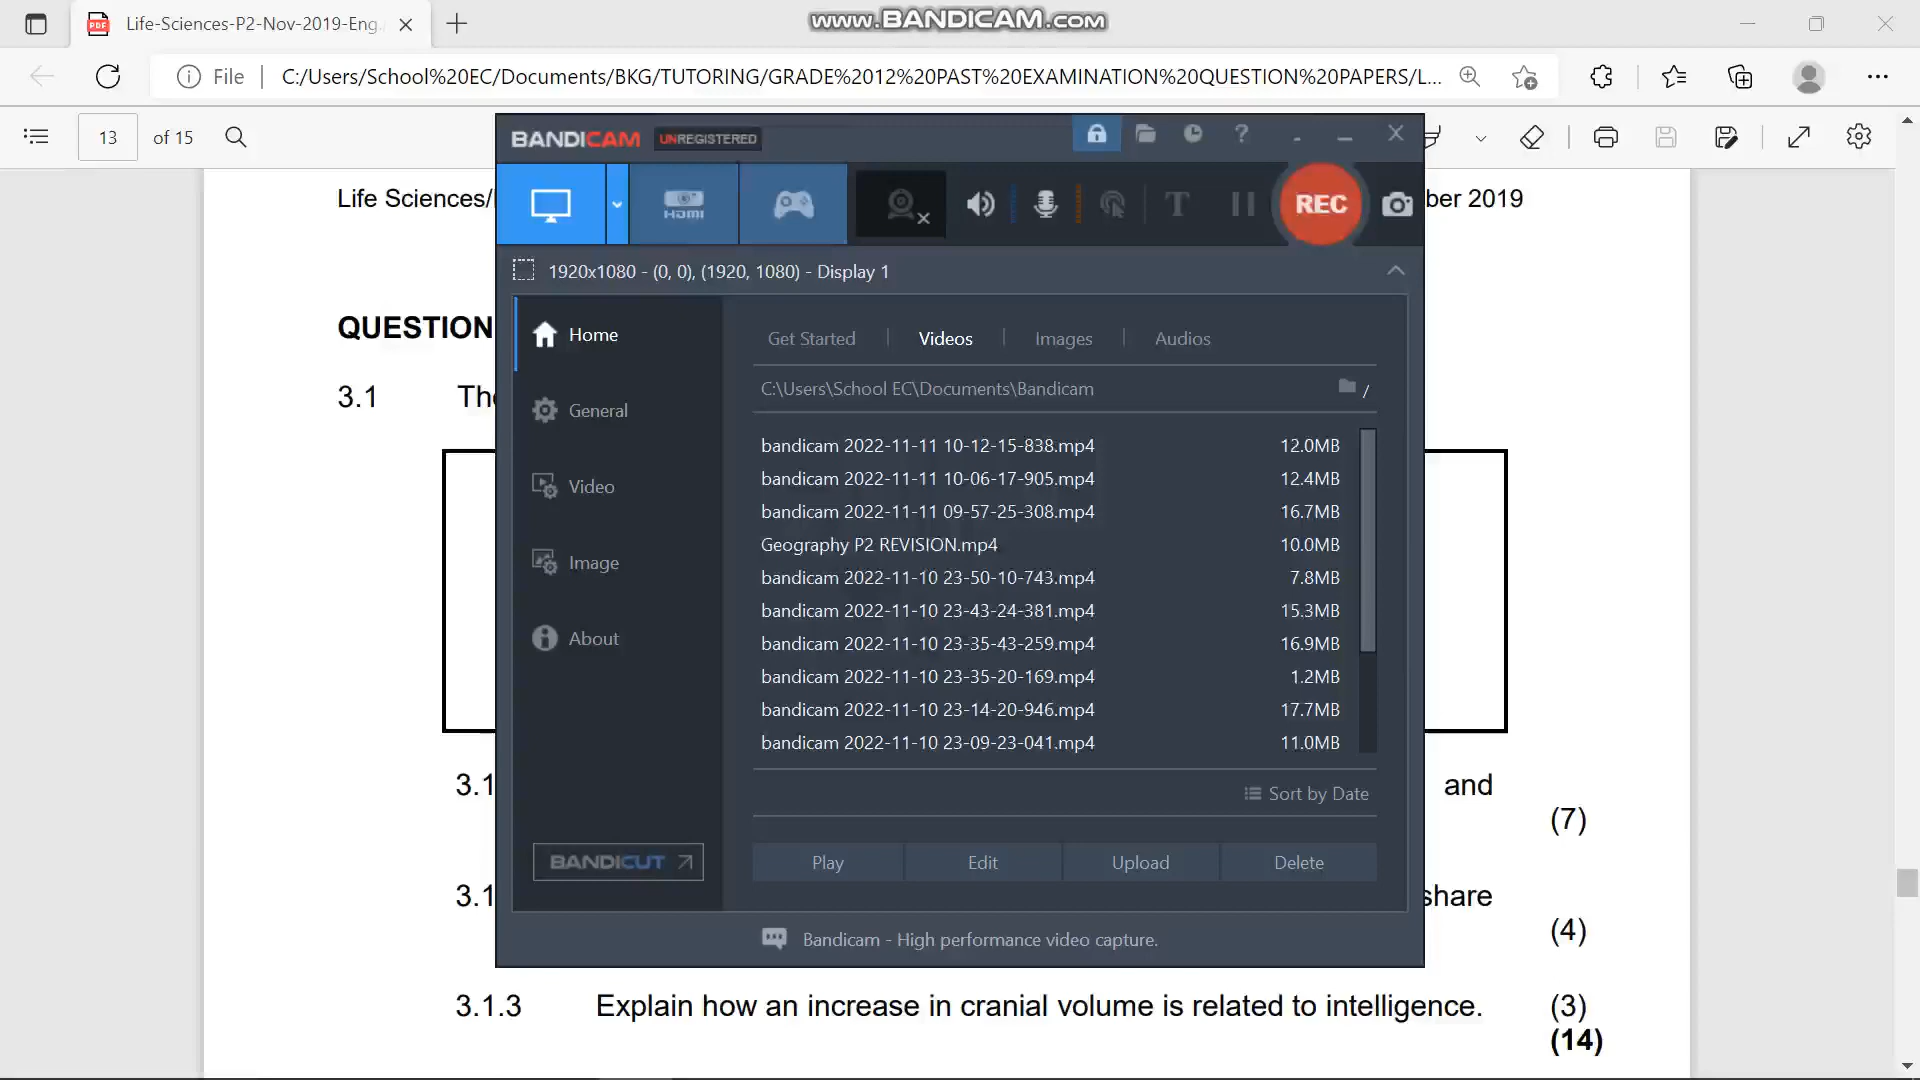 Life-Sciences-P2-Nov-2019-Eng.
www.BANDICAM.com
File
C:/Users/School%20EC/Documents/BKG/TUTORING/GRADE%2012%20PAST%20EXAMINATION%20QUESTION%20PAPERS/L...
13 of 15
BANDICAM UNREGISTERED
Life Sciences/
HDMI
REC
ber 2019
1920x1080 - (0, 0), (1920, 1080) - Display 1
QUESTION
Home
Get Started
Videos
Images
Audios
3.1
C:\Users\School EC\Documents\Bandicam
/
General
bandicam 2022-11-11 10-12-15-838.mp4 12.0MB
bandicam 2022-11-11 10-06-17-905.mp4 12.4MB
Video
bandicam 2022-11-11 09-57-25-308.mp4 16.7MB
Geography P2 REVISION.mp4 10.0MB
Image
bandicam 2022-11-10 23-50-10-743.mp4 7.8MB
bandicam 2022-11-10 23-43-24-381.mp4 15.3MB
About
bandicam 2022-11-10 23-35-43-259.mp4 16.9MB
bandicam 2022-11-10 23-35-20-169.mp4 1.2MB
bandicam 2022-11-10 23-14-20-946.mp4 17.7MB
bandicam 2022-11-10 23-09-23-041.mp4 11.0MB
3.1
and
Sort by Date
(7)
BANDICUT
Play
Edit
Upload
Delete
3.1
share
(4)
Bandicam - High performance video capture.
3.1.3 Explain how an increase in cranial volume is related to intelligence. (3)
(14)